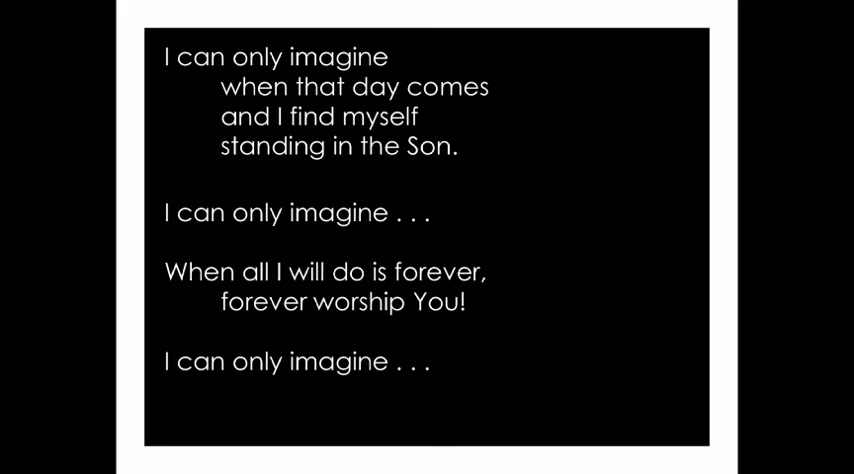 I can only imagine
when that day comes
and I find myself
standing in the Son.
I can only imagine . . .
When all I will do is forever,
forever worship You!
I can only imagine . . .